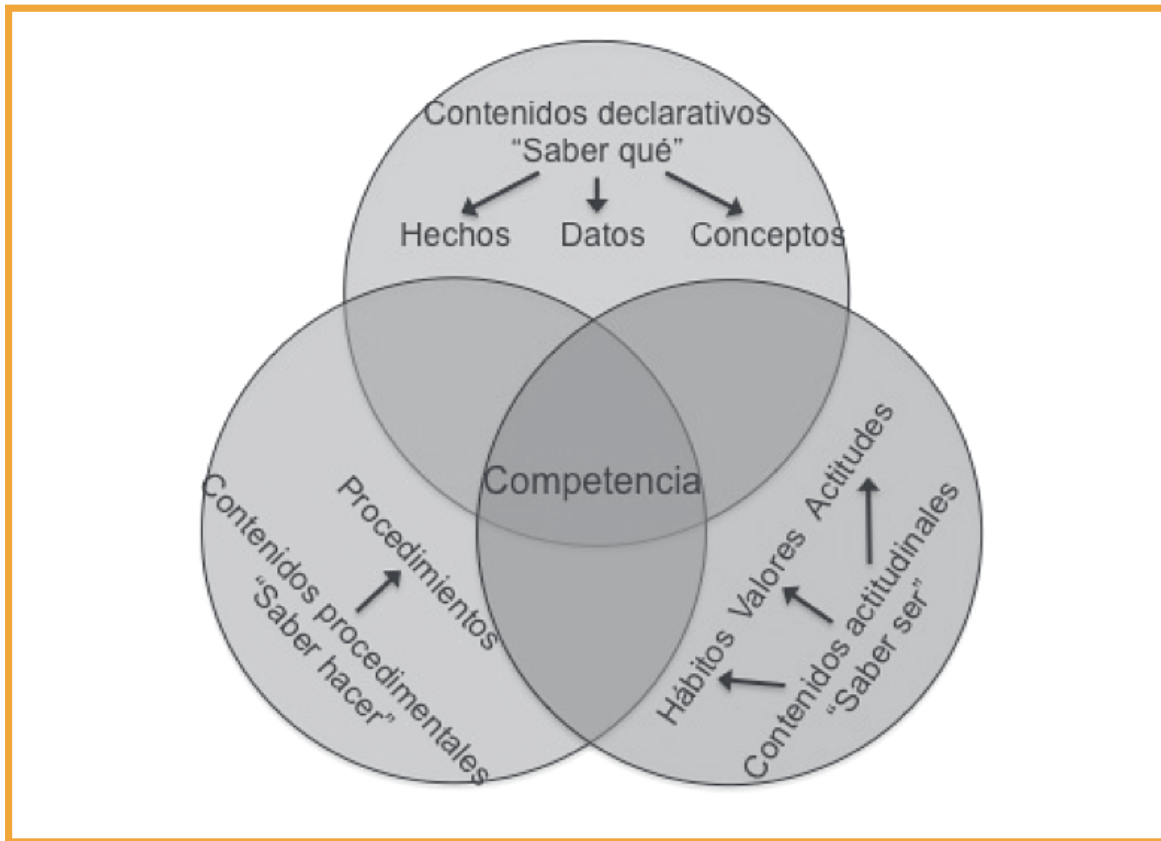 Contenidos declarativos
“Saber qué”
Hechos Datos Conceptos
Competencia
Contenidos procedimentales
“Saber hacer”
Procedimientos
Hábitos Valores Actitudes
Contenidos actitudinales
“Saber ser”